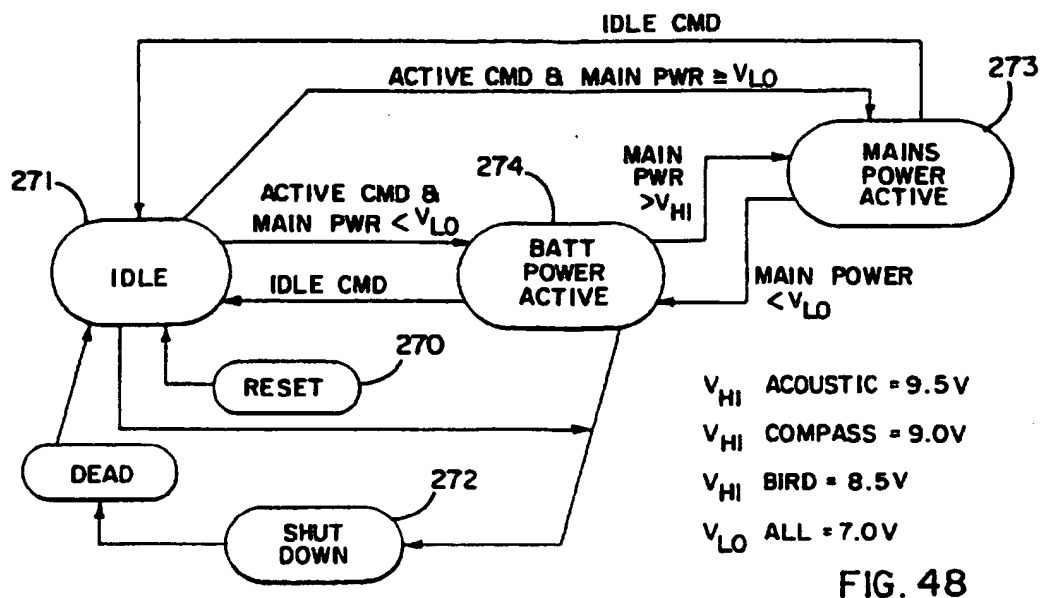 IDLE CMD
ACTIVE CMD & MAIN PWR ≥ VLO
273
271
274
ACTIVE CMD &
MAIN PWR < VLO
MAIN
PWR
>VHI
MAINS
POWER
ACTIVE
IDLE
BATT
POWER
ACTIVE
IDLE CMD
MAIN POWER
<VLO
RESET
270
DEAD
272
SHUT
DOWN
VHI ACOUSTIC = 9.5V
VHI COMPASS = 9.0V
VHI BIRD = 8.5V
VLO ALL = 7.0V
FIG. 48